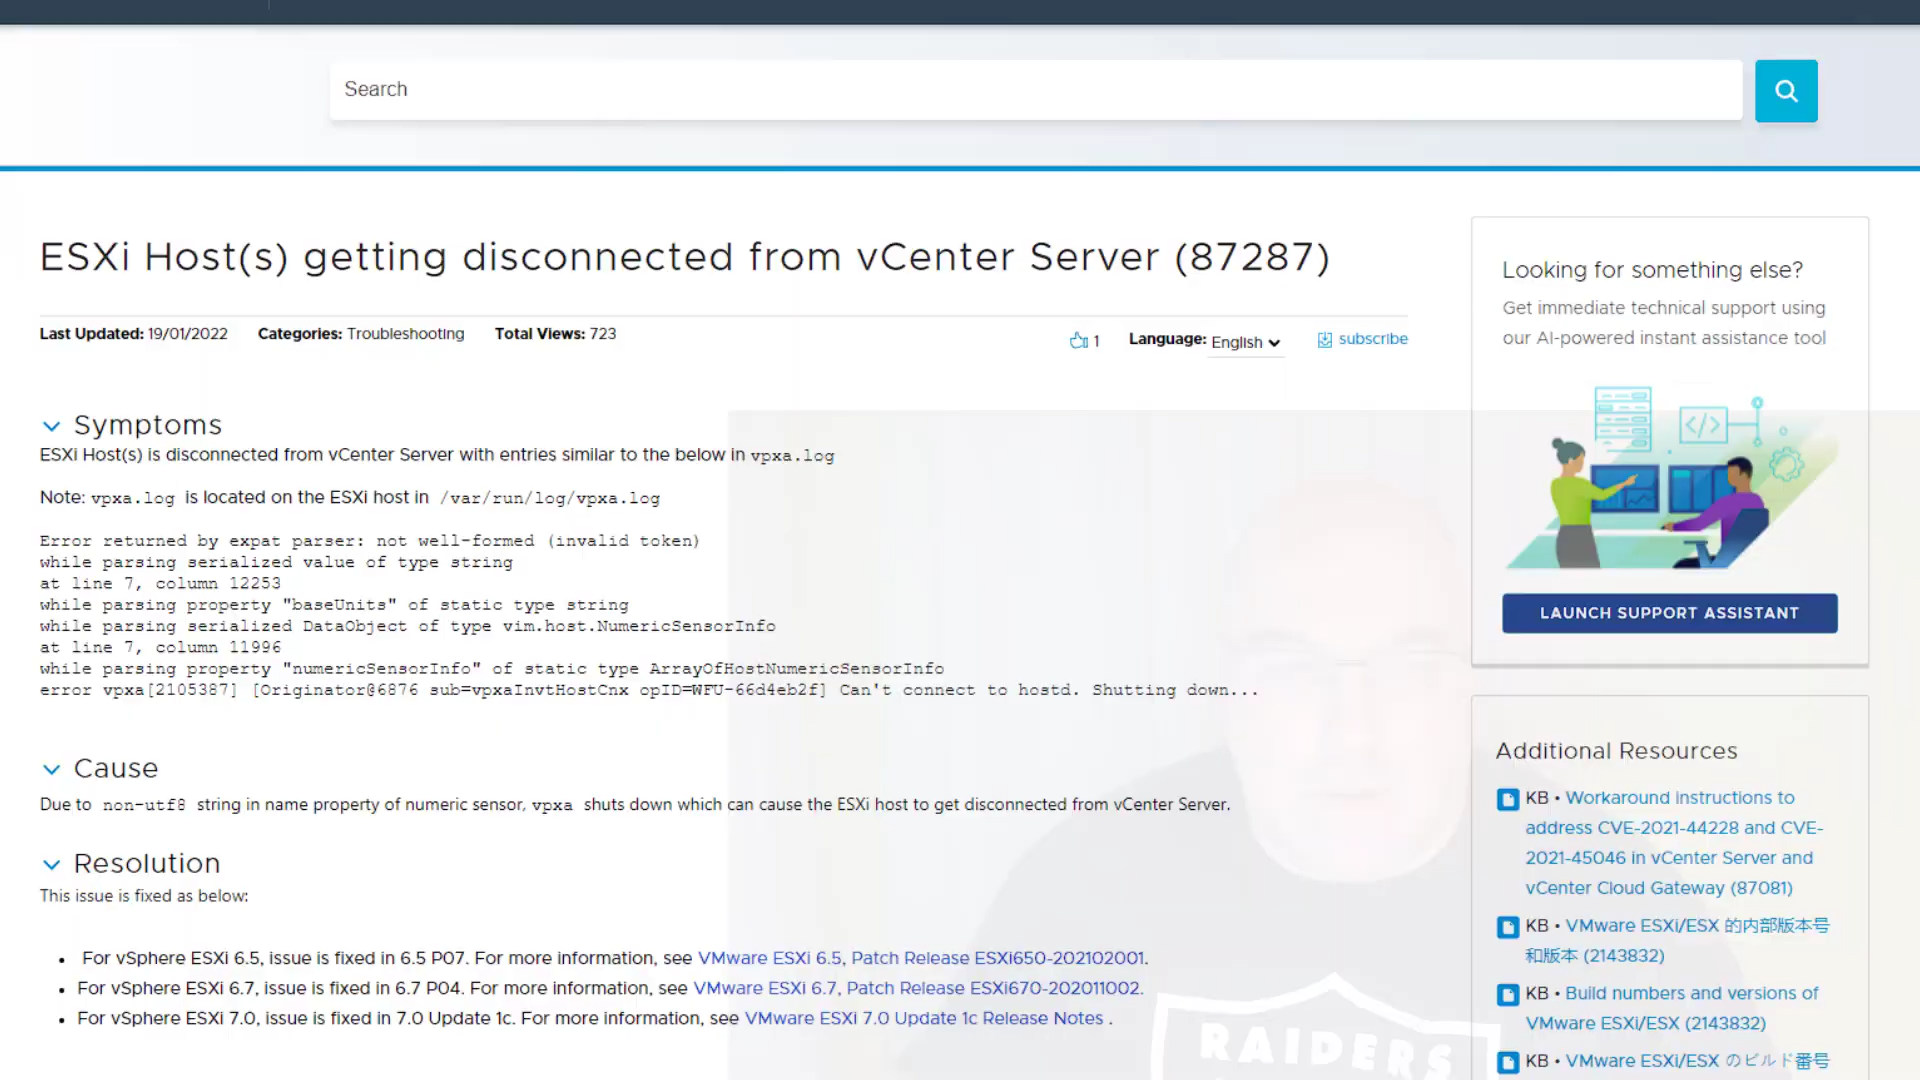 Search
ESXi Host(s) getting disconnected from vCenter Server (87287)
Last Updated: 19/01/2022 Categories: Troubleshooting Total Views: 723
1 Language: English subscribe
Symptoms
ESXi Host(s) is disconnected from vCenter Server with entries similar to the below in vpxa.log
Note: vpxa.log is located on the ESXi host in /var/run/log/vpxa.log
Error returned by expat parser: not well-formed (invalid token)
while parsing serialized value of type string
at line 7, column 12253
while parsing property "baseUnits" of static type string
while parsing serialized DataObject of type vim.host.NumericSensorInfo
at line 7, column 11996
while parsing property "numericSensorInfo" of static type ArrayOfHostNumericSensorInfo
error vpxa[2105387] [Originator@6876 sub=vpxaInvtHostCnx opID=WFU-66d4eb2f] Can't connect to hostd. Shutting down...
Cause
Due to non-utf8 string in name property of numeric sensor, vpxa shuts down which can cause the ESXi host to get disconnected from vCenter Server.
Resolution
This issue is fixed as below:
• For vSphere ESXi 6.5, issue is fixed in 6.5 P07. For more information, see VMware ESXi 6.5, Patch Release ESXi650-202102001.
• For vSphere ESXi 6.7, issue is fixed in 6.7 P04. For more information, see VMware ESXi 6.7, Patch Release ESXi670-202011002.
• For vSphere ESXi 7.0, issue is fixed in 7.0 Update 1c. For more information, see VMware ESXi 7.0 Update 1c Release Notes .
Looking for something else?
Get immediate technical support using
our AI-powered instant assistance tool
</>
LAUNCH SUPPORT ASSISTANT
Additional Resources
KB • Workaround instructions to
address CVE-2021-44228 and CVE-
2021-45046 in vCenter Server and
vCenter Cloud Gateway (87081)
KB • VMware ESXi/ESX 的内部版本号
和版本 (2143832)
KB • Build numbers and versions of
VMware ESXi/ESX (2143832)
KB • VMware ESXi/ESX のビルド番号
RAIDERS